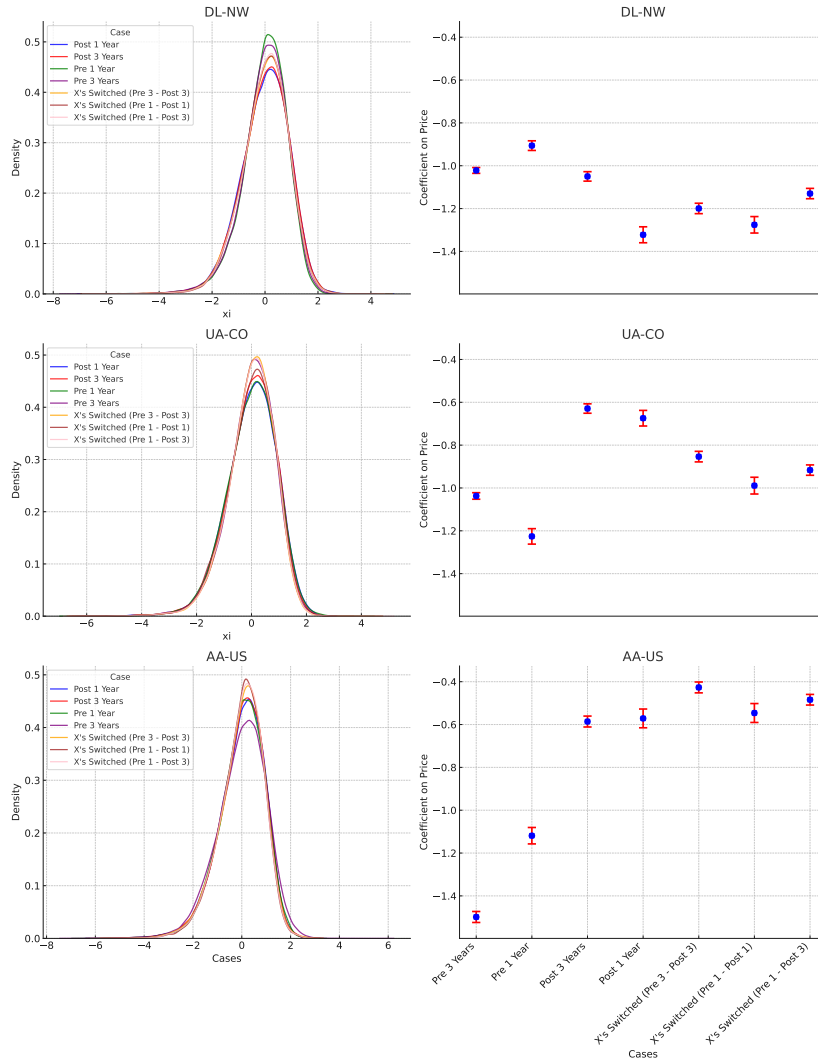 DL-NW
Case
Post 1 Year
Post 3 Years
Pre 1 Year
Pre 3 Years
X's Switched (Pre 3 - Post 3)
X's Switched (Pre 1 - Post 1)
X's Switched (Pre 1 - Post 3)
0.5
0.4
0.3
0.2
0.1
0.0
Density
−8
−6
−4
−2
0
2
4
xi
DL-NW
−0.4
−0.6
−0.8
−1.0
−1.2
−1.4
Coefficient on Price
UA-CO
Case
Post 1 Year
Post 3 Years
Pre 1 Year
Pre 3 Years
X's Switched (Pre 3 - Post 3)
X's Switched (Pre 1 - Post 1)
X's Switched (Pre 1 - Post 3)
0.5
0.4
0.3
0.2
0.1
0.0
Density
−6
−4
−2
0
2
4
xi
UA-CO
−0.4
−0.6
−0.8
−1.0
−1.2
−1.4
Coefficient on Price
AA-US
Case
Post 1 Year
Post 3 Years
Pre 1 Year
Pre 3 Years
X's Switched (Pre 3 - Post 3)
X's Switched (Pre 1 - Post 1)
X's Switched (Pre 1 - Post 3)
0.5
0.4
0.3
0.2
0.1
0.0
Density
−8
−6
−4
−2
0
2
4
6
Cases
AA-US
−0.4
−0.6
−0.8
−1.0
−1.2
−1.4
Coefficient on Price
Pre 3 Years
Pre 1 Year
Post 3 Years
Post 1 Year
X's Switched (Pre 3 - Post 3)
X's Switched (Pre 1 - Post 1)
X's Switched (Pre 1 - Post 3)
Cases